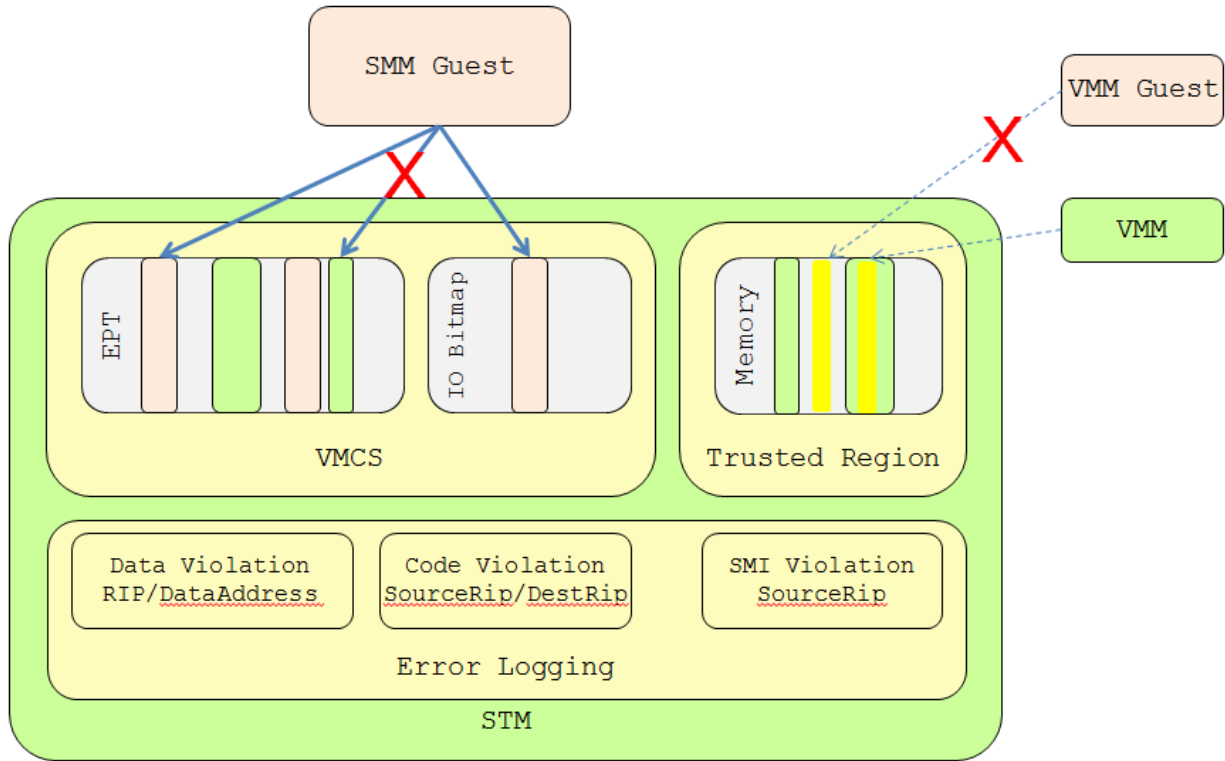 SMM Guest
VMM Guest
VMM
EPT
IO Bitmap
Memory
VMCS
Trusted Region
Data Violation
RIP/DataAddress
Code Violation
SourceRip/DestRip
SMI Violation
SourceRip
Error Logging
STM